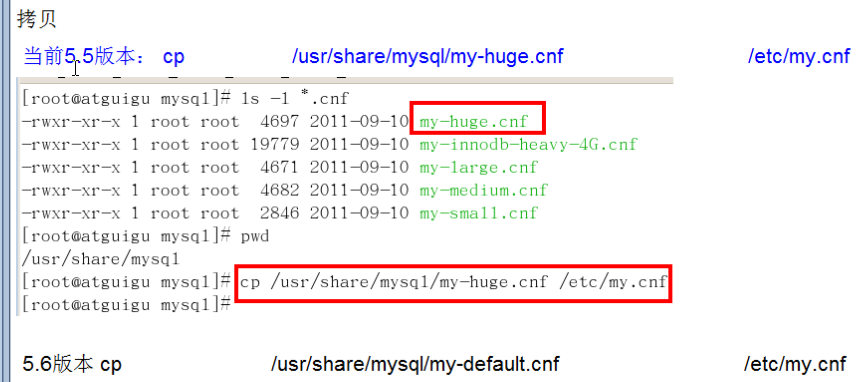 拷贝
当前5.5版本： cp /usr/share/mysql/my-huge.cnf /etc/my.cnf
[root@atguigu mysql]# ls -l *.cnf
-rwxr-xr-x 1 root root 4697 2011-09-10 my-huge.cnf
-rwxr-xr-x 1 root root 19779 2011-09-10 my-innodb-heavy-4G.cnf
-rwxr-xr-x 1 root root 4671 2011-09-10 my-large.cnf
-rwxr-xr-x 1 root root 4682 2011-09-10 my-medium.cnf
-rwxr-xr-x 1 root root 2846 2011-09-10 my-small.cnf
[root@atguigu mysql]# pwd
/usr/share/mysql
[root@atguigu mysql]# cp /usr/share/mysql/my-huge.cnf /etc/my.cnf
[root@atguigu mysql]#
5.6版本 cp /usr/share/mysql/my-default.cnf /etc/my.cnf